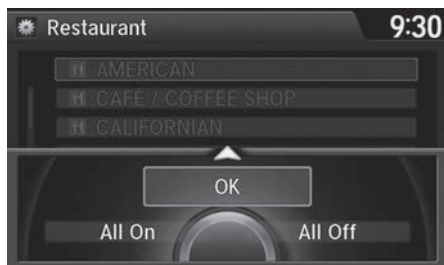 Restaurant
9:30
AMERICAN
CAFE / COFFEE SHOP
CALIFORNIAN
OK
All On
All Off